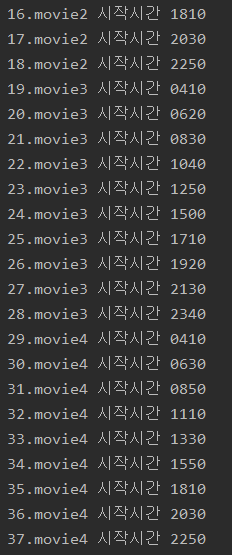 16.movie2 시작시간 1810
17.movie2 시작시간 2030
18.movie2 시작시간 2250
19.movie3 시작시간 0410
20.movie3 시작시간 0620
21.movie3 시작시간 0830
22.movie3 시작시간 1040
23.movie3 시작시간 1250
24.movie3 시작시간 1500
25.movie3 시작시간 1710
26.movie3 시작시간 1920
27.movie3 시작시간 2130
28.movie3 시작시간 2340
29.movie4 시작시간 0410
30.movie4 시작시간 0630
31.movie4 시작시간 0850
32.movie4 시작시간 1110
33.movie4 시작시간 1330
34.movie4 시작시간 1550
35.movie4 시작시간 1810
36.movie4 시작시간 2030
37.movie4 시작시간 2250